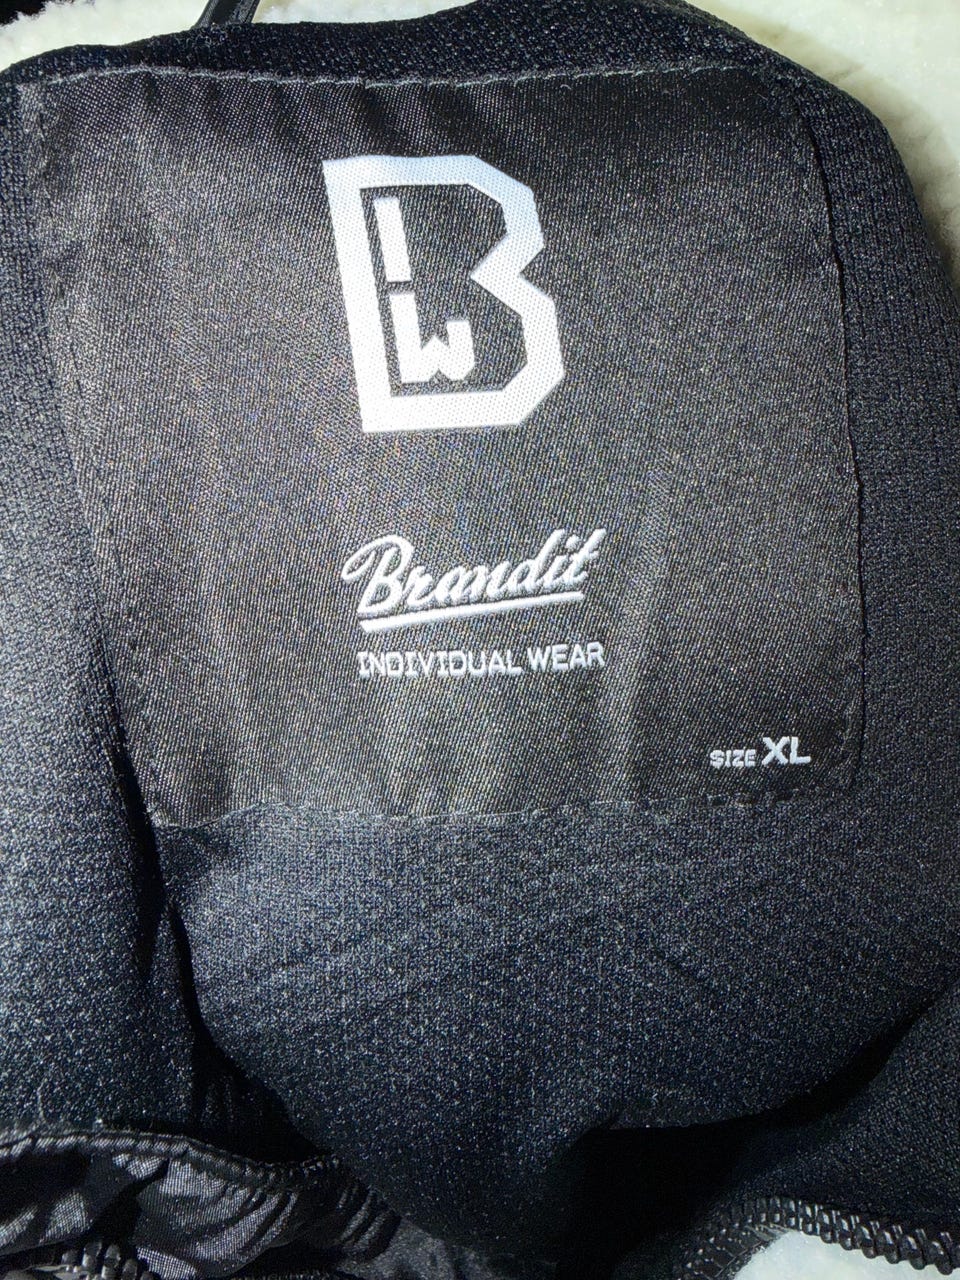 B
I
W
Brandit
INDIVIDUAL WEAR
SIZE XL